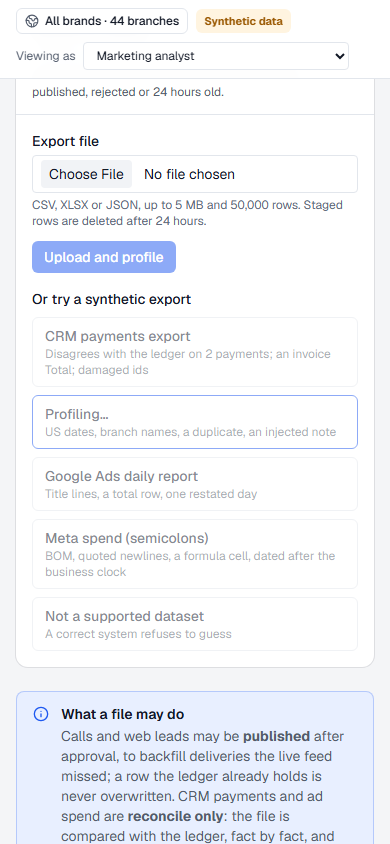 All brands · 44 branches
Synthetic data
Viewing as
Marketing analyst
published, rejected or 24 hours old.
Export file
Choose File No file chosen
CSV, XLSX or JSON, up to 5 MB and 50,000 rows. Staged
rows are deleted after 24 hours.
Upload and profile
Or try a synthetic export
CRM payments export
Disagrees with the ledger on 2 payments; an invoice
Total; damaged ids
Profiling…
US dates, branch names, a duplicate, an injected note
Google Ads daily report
Title lines, a total row, one restated day
Meta spend (semicolons)
BOM, quoted newlines, a formula cell, dated after the
business clock
Not a supported dataset
A correct system refuses to guess
What a file may do
Calls and web leads may be published after
approval, to backfill deliveries the live feed
missed; a row the ledger already holds is
never overwritten. CRM payments and ad
spend are reconcile only: the file is
compared with the ledger, fact by fact, and